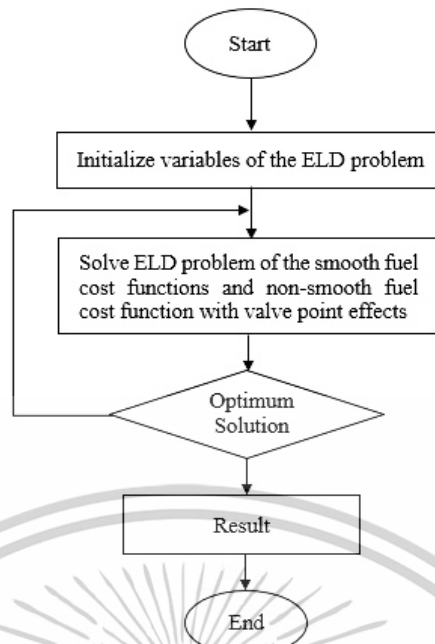 Start
Initialize variables of the ELD problem
Solve ELD problem of the smooth fuel
cost functions and non-smooth fuel
cost function with valve point effects
Optimum
Solution
Result
End